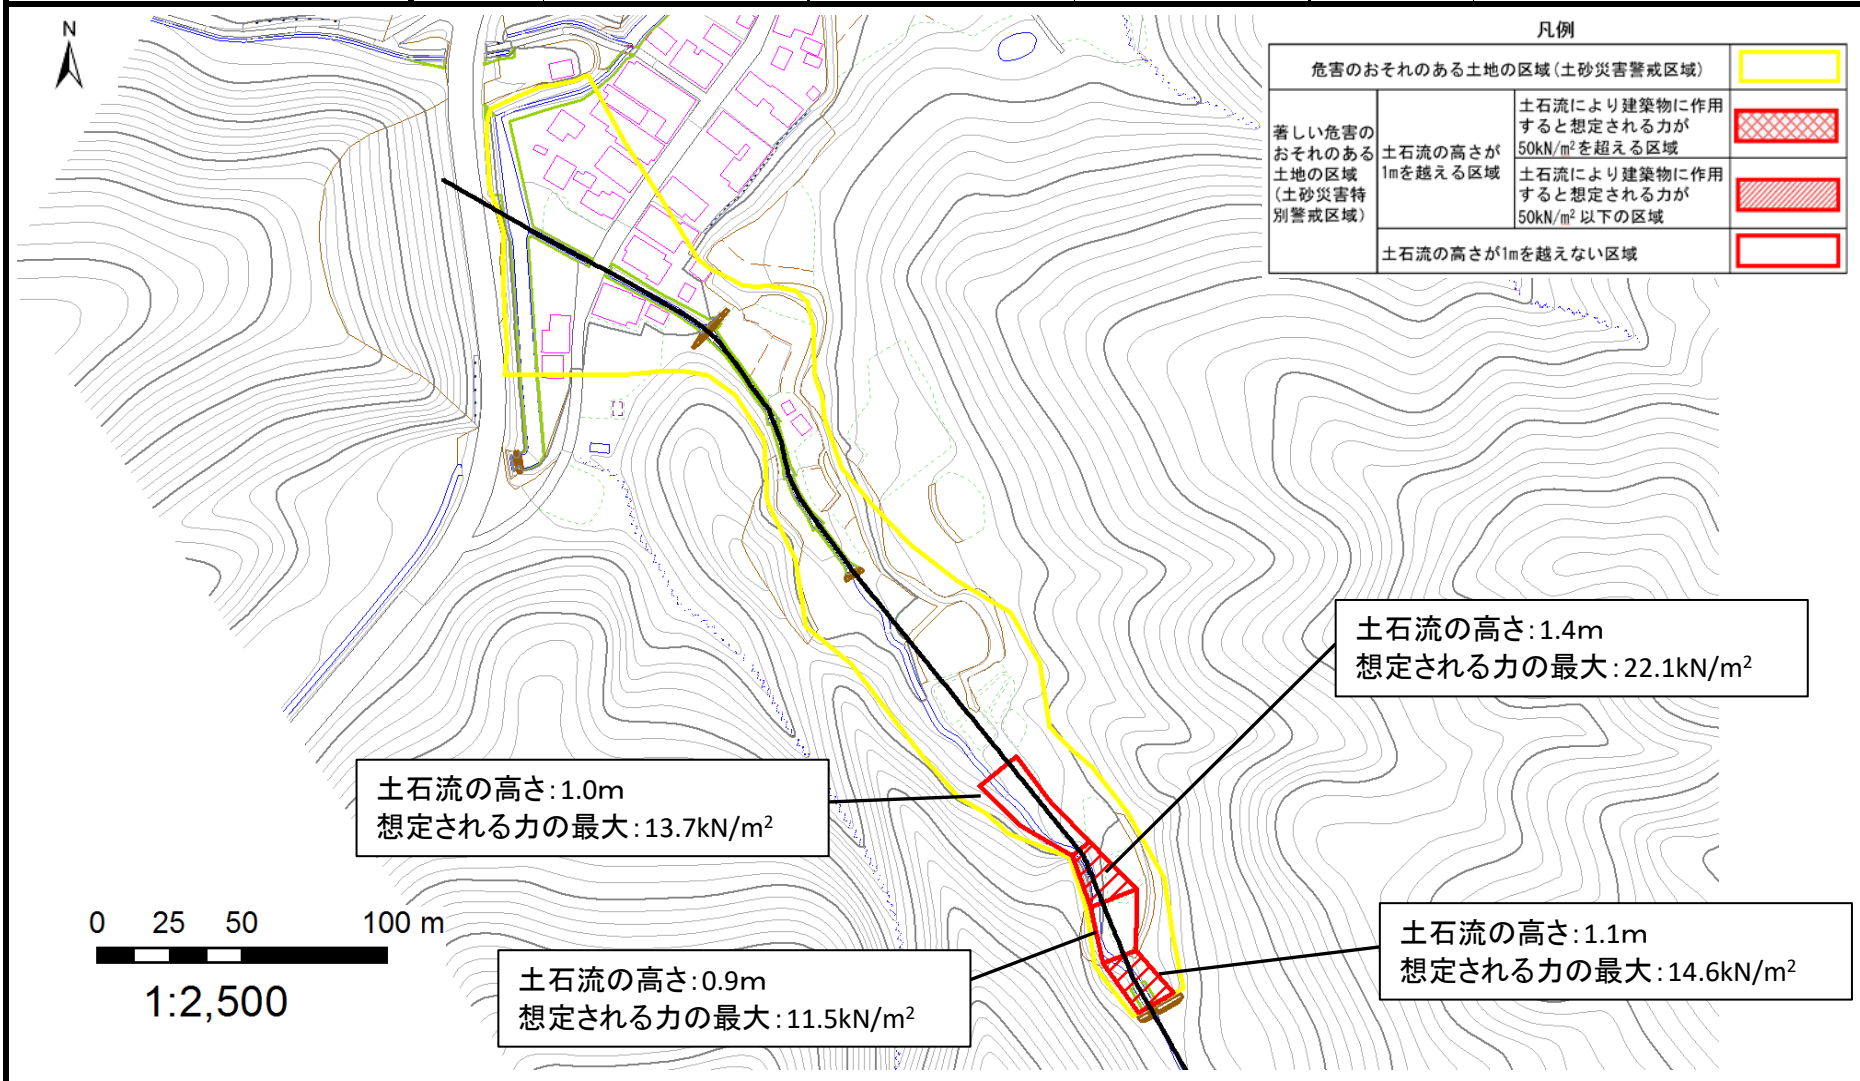 N
凡例
危害のおそれのある土地の区域(土砂災害警戒区域)
著しい危害の
おそれのある
土地の区域
(土砂災害特
別警戒区域)
土石流の高さが
1mを越える区域
土石流により建築物に作用
すると想定される力が
50kN/m²を超える区域
土石流により建築物に作用
すると想定される力が
50kN/m² 以下の区域
土石流の高さが1mを越えない区域
土石流の高さ:1.4m
想定される力の最大:22.1kN/m²
土石流の高さ:1.0m
想定される力の最大:13.7kN/m²
土石流の高さ:1.1m
想定される力の最大:14.6kN/m²
土石流の高さ:0.9m
想定される力の最大:11.5kN/m²
0 25 50 100 m
1:2,500